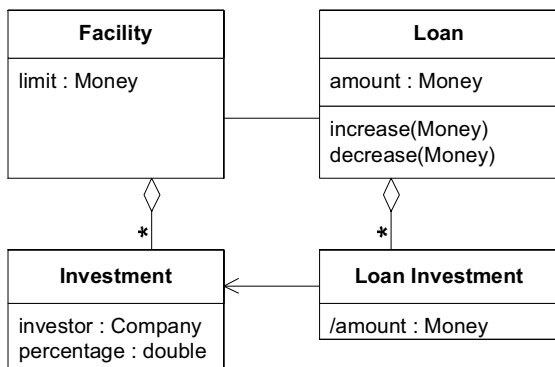 Facility
limit : Money
Loan
amount : Money
increase(Money)
decrease(Money)
*
*
Investment
investor : Company
percentage : double
Loan Investment
/amount : Money